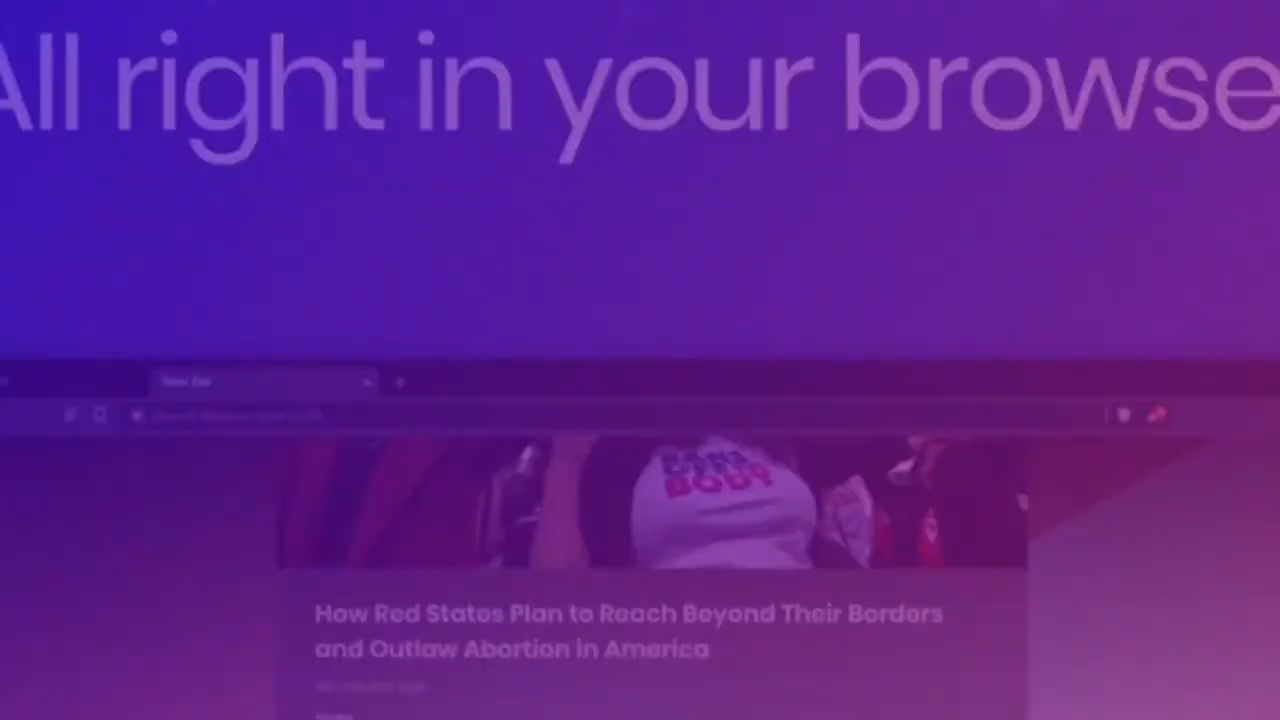 All right in your browse
BODY
How Red States Plan to Reach Beyond Their Borders
and Outlaw Abortion in America